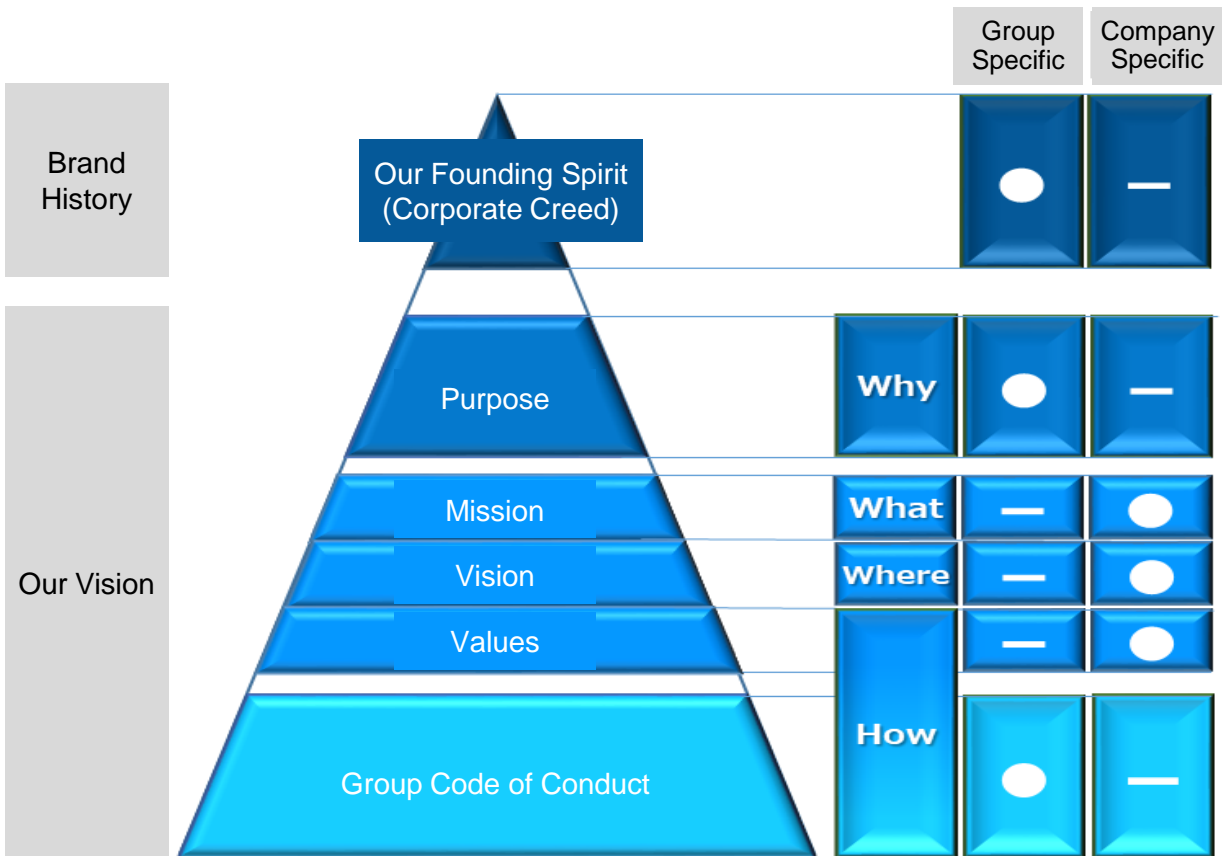 Group
Specific
Company
Specific
Brand
History
Our Founding Spirit
(Corporate Creed)
Our Vision
Purpose
Why
Mission
What
Vision
Where
Values
How
Group Code of Conduct